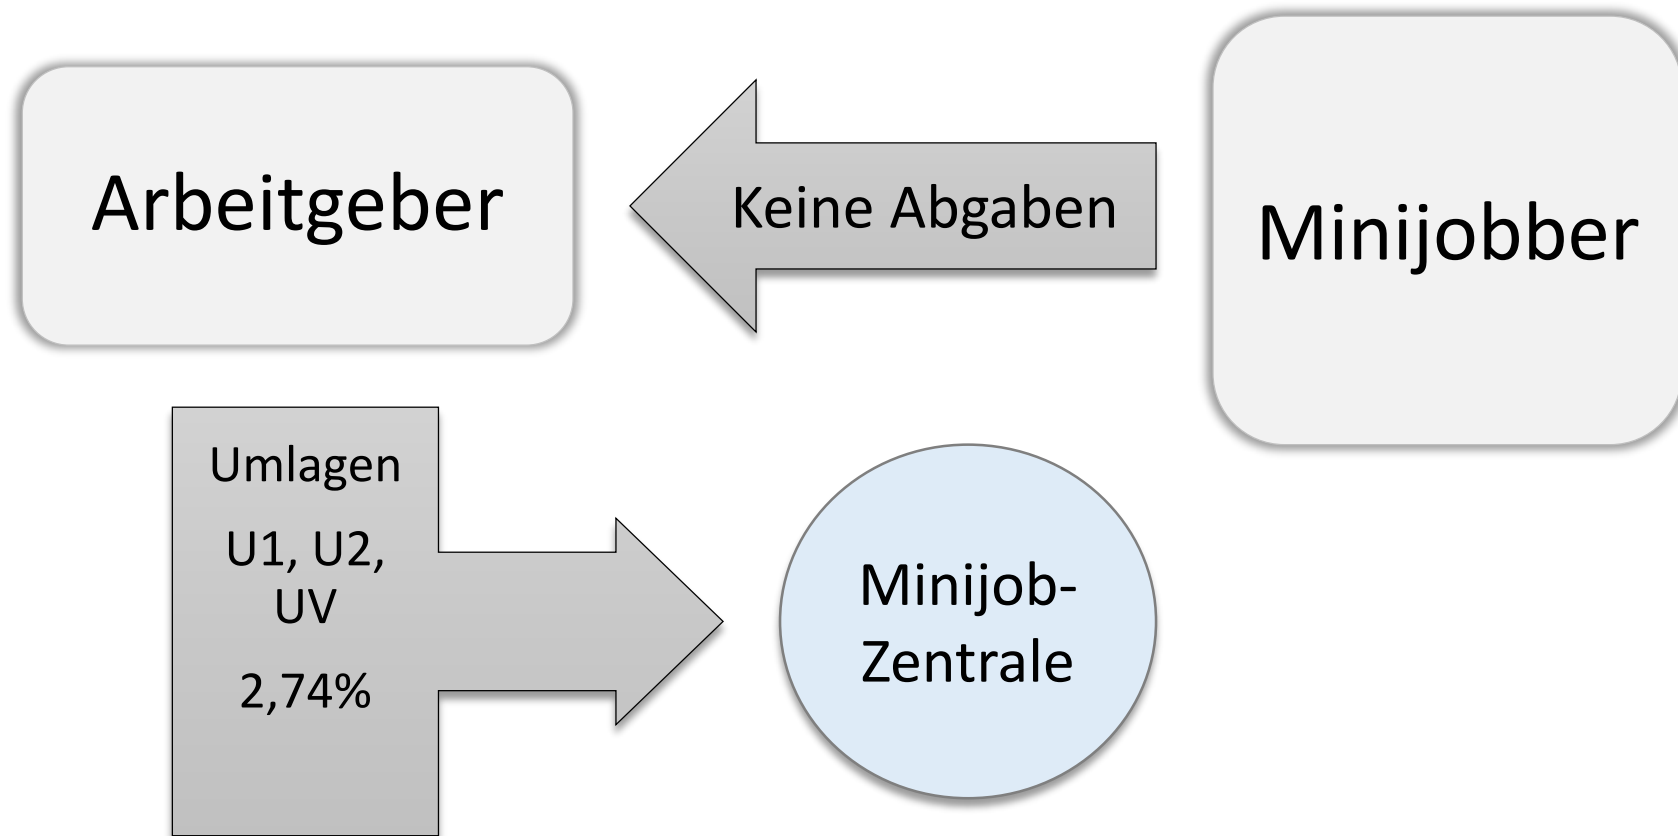 Arbeitgeber
Keine Abgaben
Minijobber
Umlagen
U1, U2,
UV
2,74%
Minijob-
Zentrale